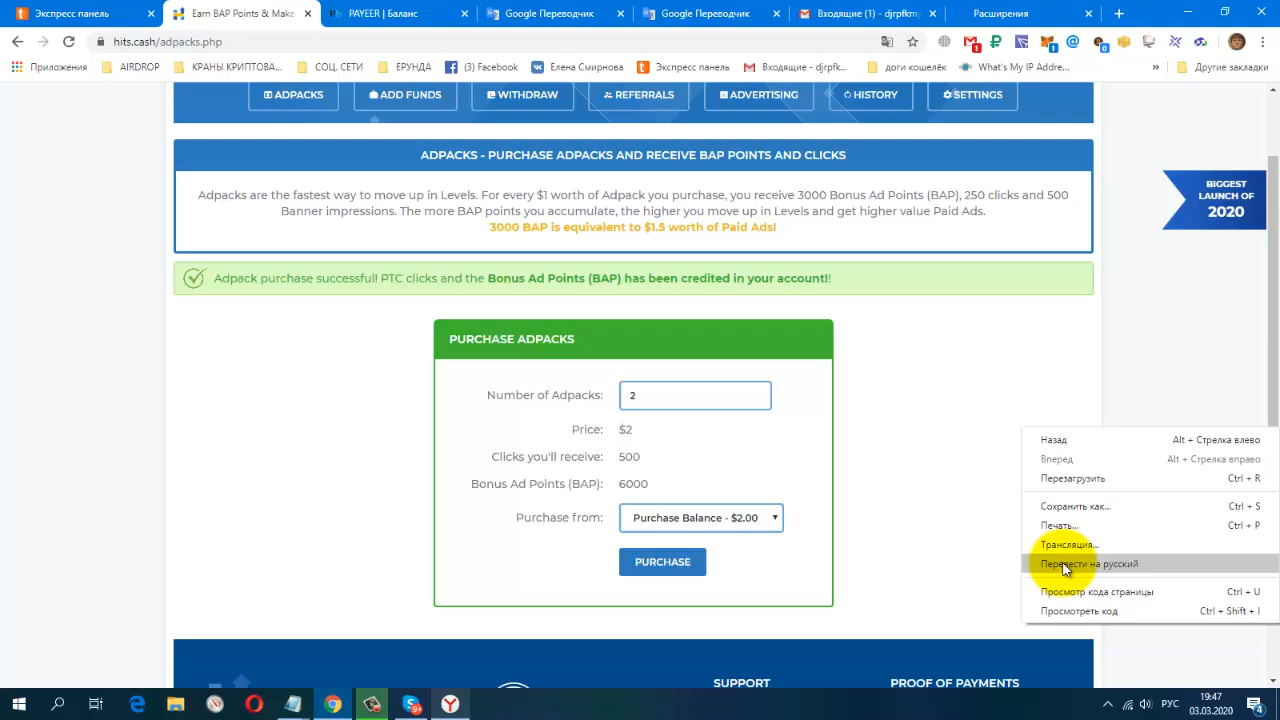 Экспресс панель
Earn BAP Points & Make
PAYEER | Баланс
Google Переводчик
Google Переводчик
Входящие (1) - djrpfkmy
Расширения
hits.cash/adpacks.php
Приложения
AIRDROP
КРАНЫ КРИПТОВА...
СОЦ. СЕТИ
ЕРУНДА
(3) Facebook
Елена Смирнова
Экспресс панель
Входящие - djrpfk...
доги кошелёк
What's My IP Addre...
»
Другие закладки
ADPACKS
ADD FUNDS
WITHDRAW
REFERRALS
ADVERTISING
HISTORY
SETTINGS
ADPACKS - PURCHASE ADPACKS AND RECEIVE BAP POINTS AND CLICKS
Adpacks are the fastest way to move up in Levels. For every $1 worth of Adpack you purchase, you receive 3000 Bonus Ad Points (BAP), 250 clicks and 500
Banner impressions. The more BAP points you accumulate, the higher you move up in Levels and get higher value Paid Ads.
3000 BAP is equivalent to $1.5 worth of Paid Ads!
BIGGEST
LAUNCH OF
2020
Adpack purchase successful! PTC clicks and the Bonus Ad Points (BAP) has been credited in your account!!
PURCHASE ADPACKS
Number of Adpacks: 2
Price: $2
Clicks you'll receive: 500
Bonus Ad Points (BAP): 6000
Purchase from: Purchase Balance - $2.00
PURCHASE
Назад Alt + Стрелка влево
Вперед Alt + Стрелка вправо
Перезагрузить Ctrl + R
Сохранить как... Ctrl + S
Печать... Ctrl + P
Трансляция...
Перевести на русский
Просмотр кода страницы Ctrl + U
Просмотреть код Ctrl + Shift + I
SUPPORT
PROOF OF PAYMENTS
РУС
19:47
03.03.2020
4